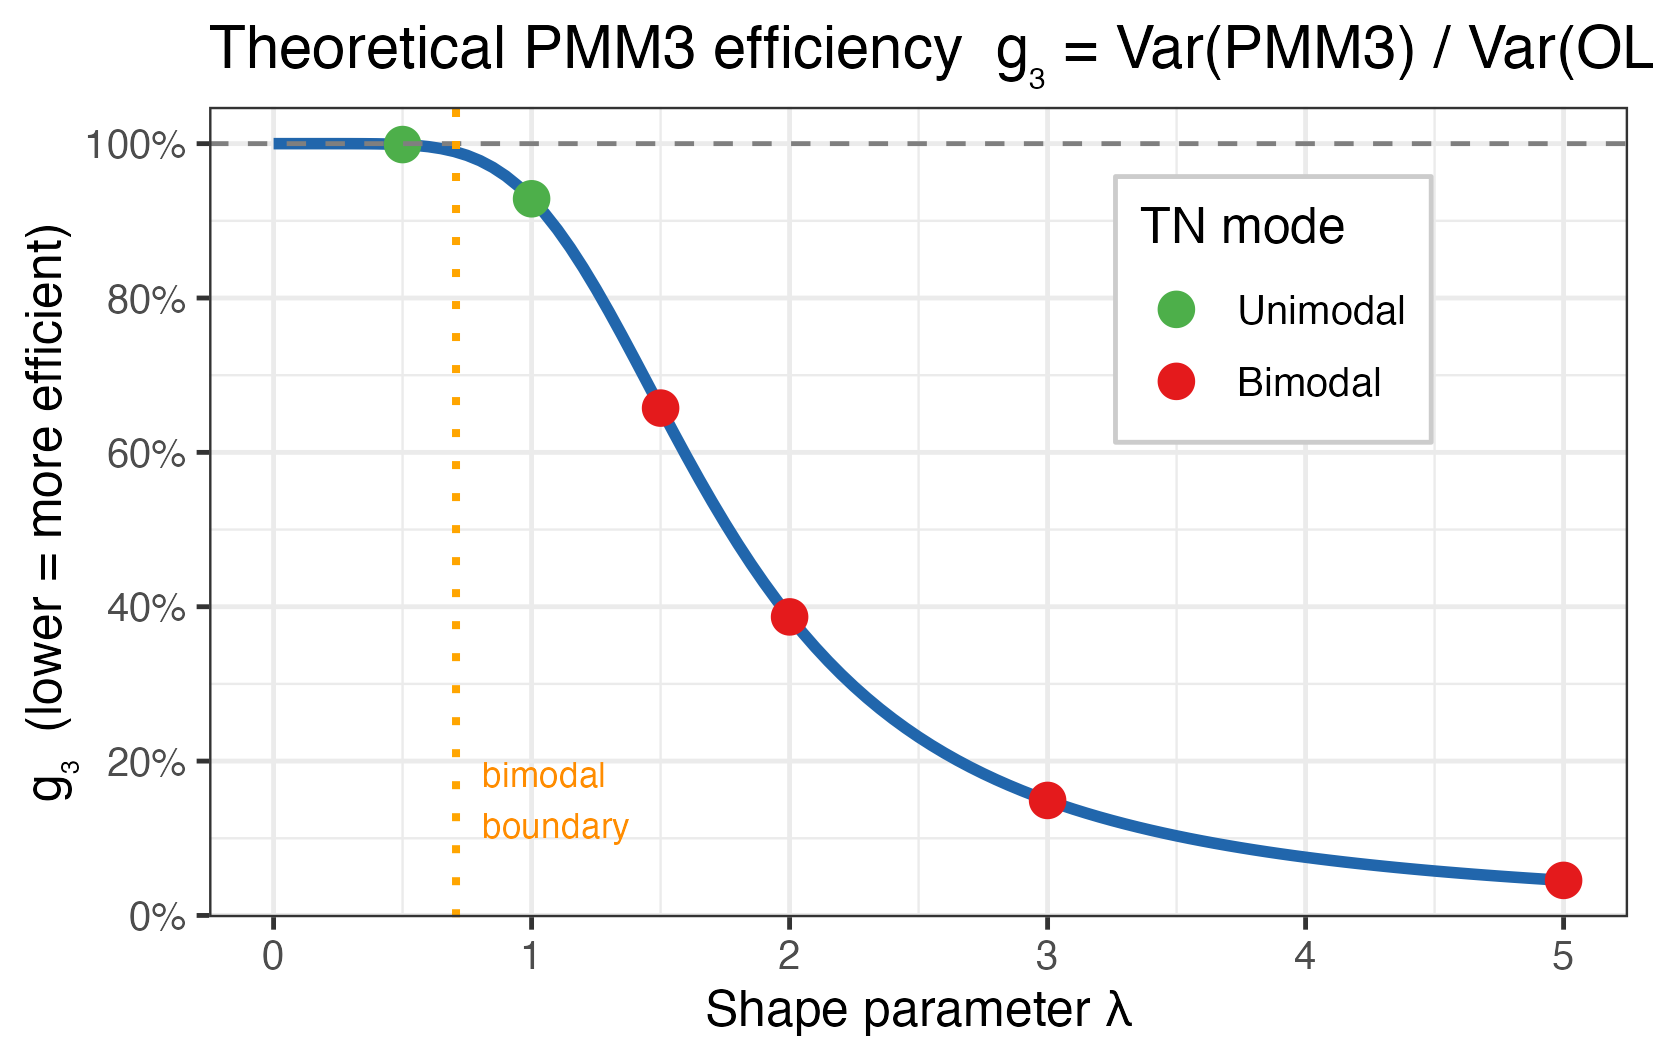 Theoretical PMM3 efficiency g₃ = Var(PMM3) / Var(OL
100%
80%
60%
40%
20%
0%
g₃ (lower = more efficient)
TN mode
Unimodal
Bimodal
bimodal
boundary
0 1 2 3 4 5
Shape parameter λ